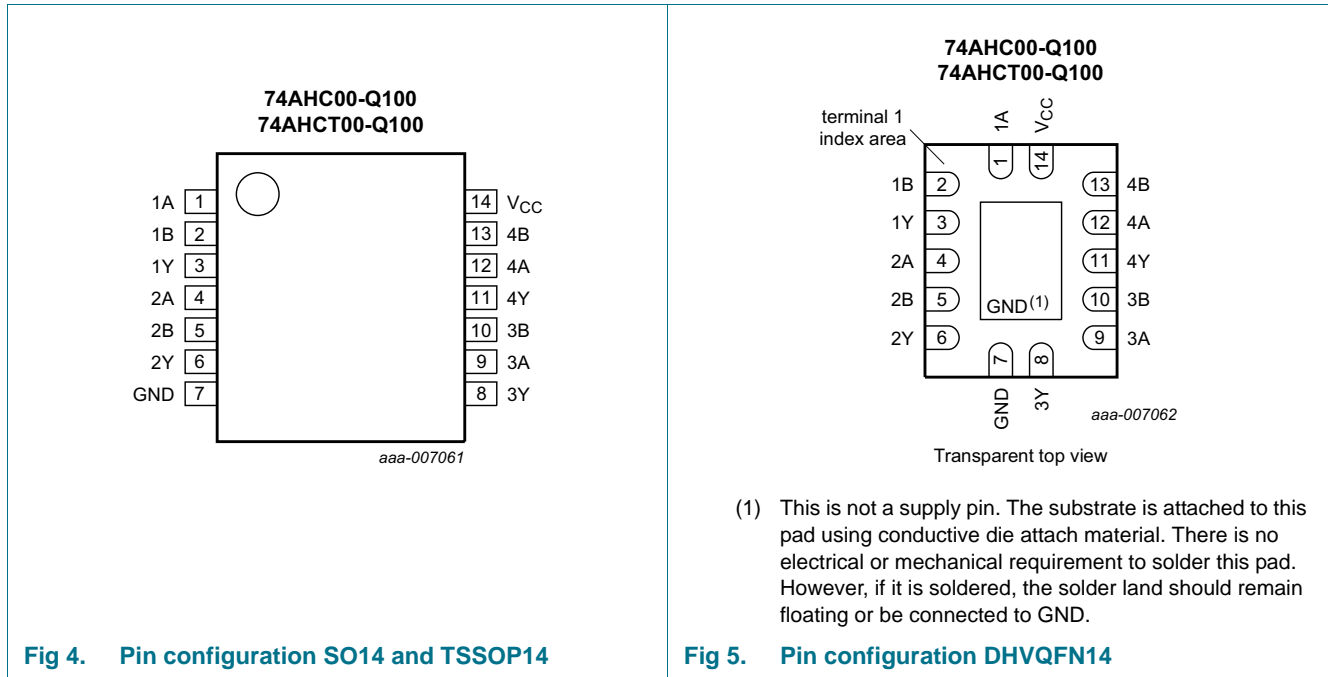 74AHC00-Q100
74AHCT00-Q100
1A 1
1B 2
1Y 3
2A 4
2B 5
2Y 6
GND 7
14 VCC
13 4B
12 4A
11 4Y
10 3B
9 3A
8 3Y
aaa-007061
Fig 4. Pin configuration SO14 and TSSOP14
74AHC00-Q100
74AHCT00-Q100
terminal 1
index area
1A
VCC
1
14
1B 2
1Y 3
2A 4
2B 5
2Y 6
13 4B
12 4A
11 4Y
10 3B
9 3A
GND(1)
7
8
GND
3Y
aaa-007062
Transparent top view
(1) This is not a supply pin. The substrate is attached to this
pad using conductive die attach material. There is no
electrical or mechanical requirement to solder this pad.
However, if it is soldered, the solder land should remain
floating or be connected to GND.
Fig 5. Pin configuration DHVQFN14